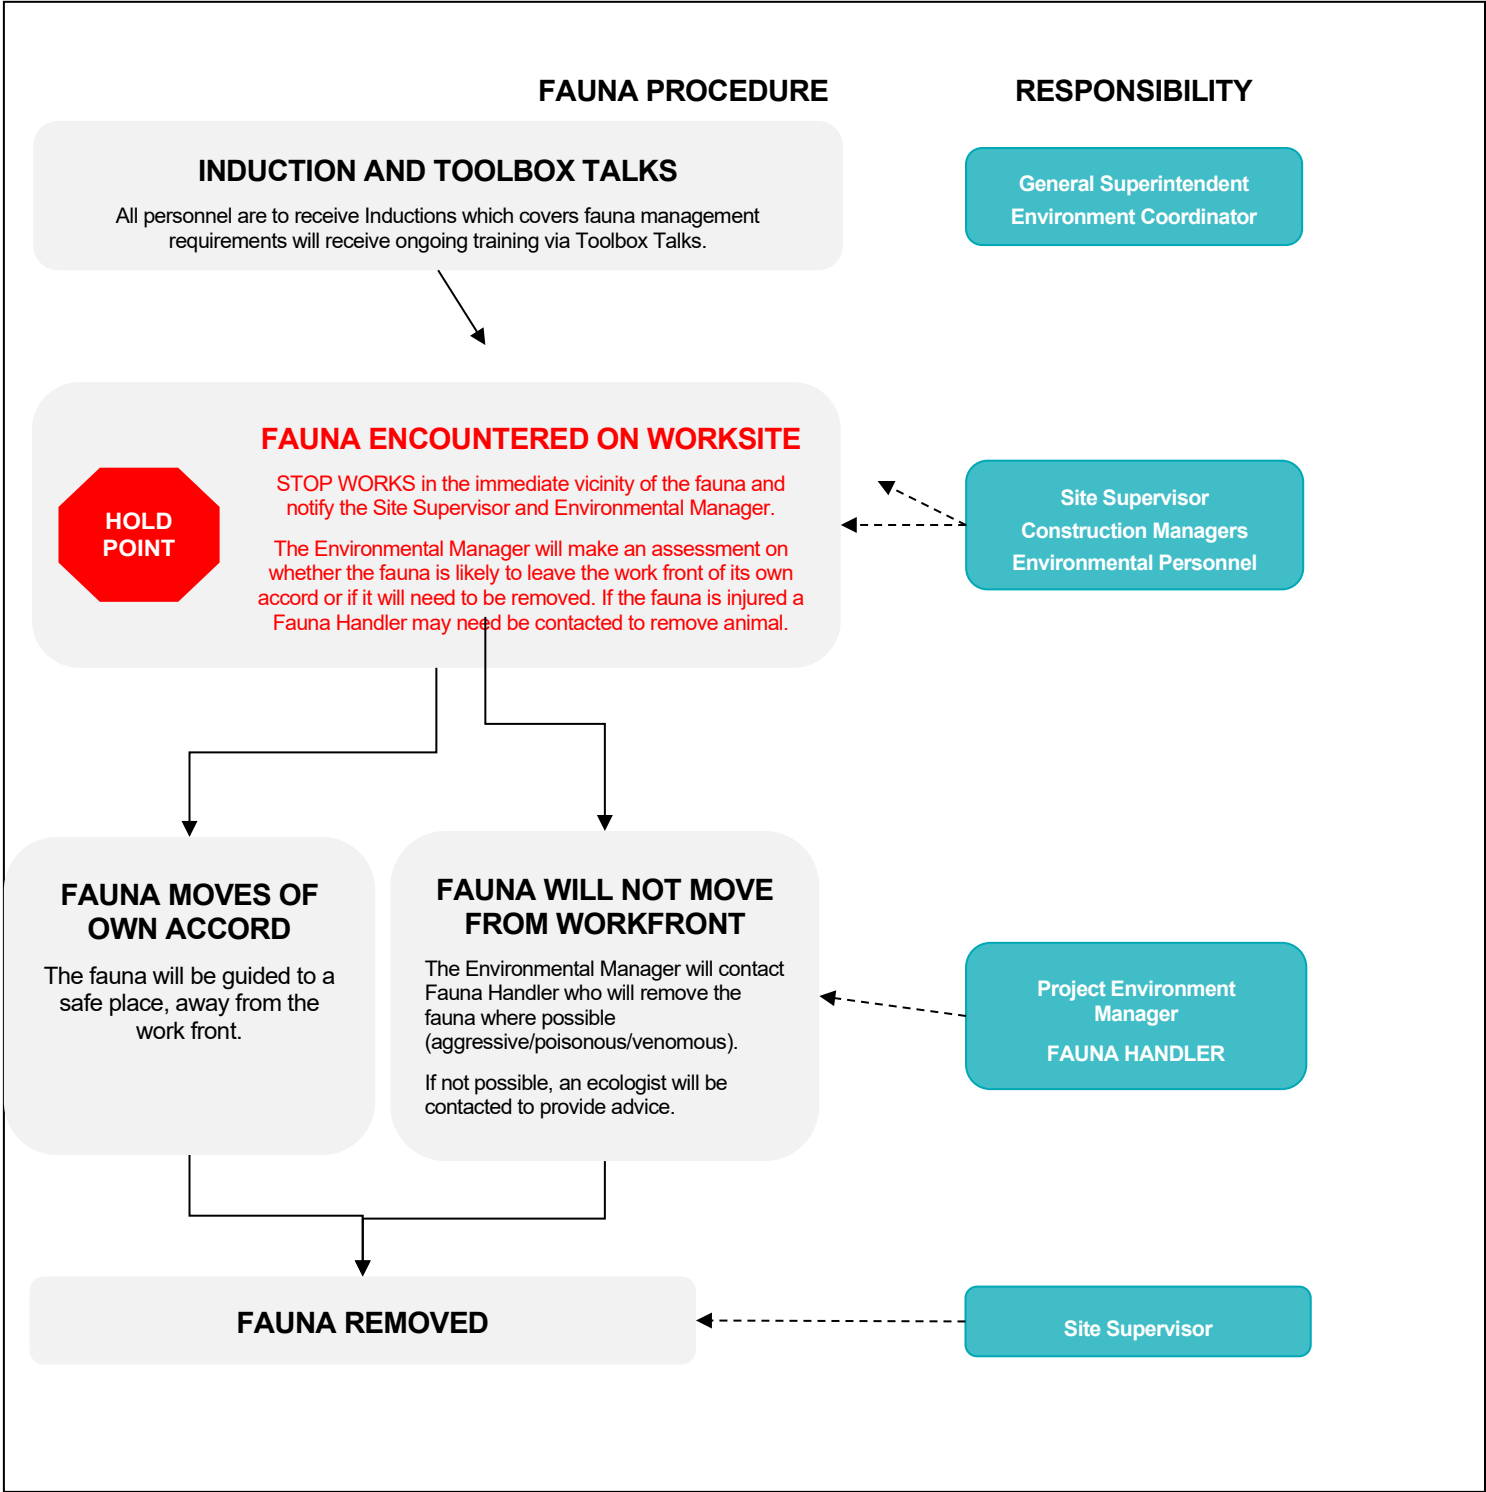 FAUNA PROCEDURE
RESPONSIBILITY
INDUCTION AND TOOLBOX TALKS
All personnel are to receive Inductions which covers fauna management
requirements will receive ongoing training via Toolbox Talks.
General Superintendent
Environment Coordinator
HOLD
POINT
FAUNA ENCOUNTERED ON WORKSITE
STOP WORKS in the immediate vicinity of the fauna and
notify the Site Supervisor and Environmental Manager.
The Environmental Manager will make an assessment on
whether the fauna is likely to leave the work front of its own
accord or if it will need to be removed. If the fauna is injured a
Fauna Handler may need be contacted to remove animal.
Site Supervisor
Construction Managers
Environmental Personnel
FAUNA MOVES OF
OWN ACCORD
The fauna will be guided to a
safe place, away from the
work front.
FAUNA WILL NOT MOVE
FROM WORKFRONT
The Environmental Manager will contact
Fauna Handler who will remove the
fauna where possible
(aggressive/poisonous/venomous).
If not possible, an ecologist will be
contacted to provide advice.
Project Environment
Manager
FAUNA HANDLER
FAUNA REMOVED
Site Supervisor